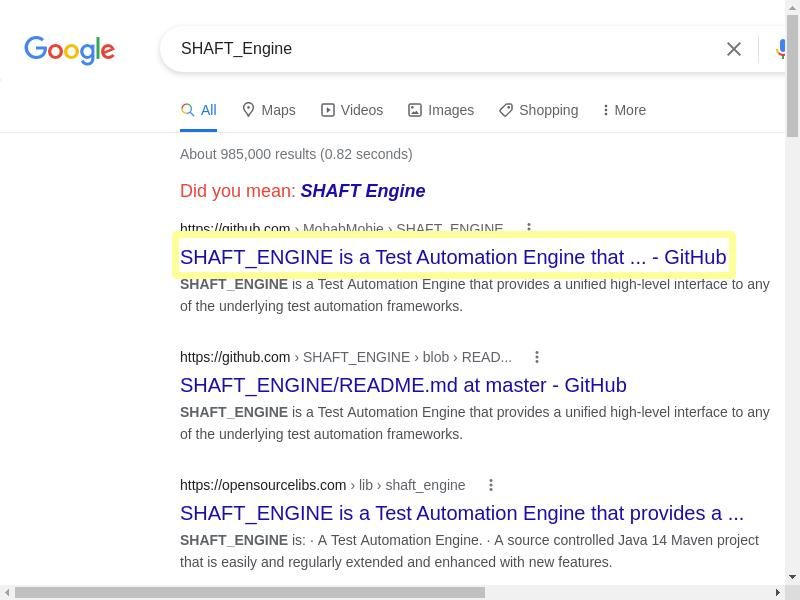 Google
SHAFT_Engine
All Maps Videos Images Shopping More
About 985,000 results (0.82 seconds)
Did you mean: SHAFT Engine
https://github.com › MohabMohie › SHAFT_ENGINE
SHAFT_ENGINE is a Test Automation Engine that ... - GitHub
SHAFT_ENGINE is a Test Automation Engine that provides a unified high-level interface to any
of the underlying test automation frameworks.
https://github.com › SHAFT_ENGINE › blob › READ...
SHAFT_ENGINE/README.md at master - GitHub
SHAFT_ENGINE is a Test Automation Engine that provides a unified high-level interface to any
of the underlying test automation frameworks.
https://opensourcelibs.com › lib › shaft_engine
SHAFT_ENGINE is a Test Automation Engine that provides a ...
SHAFT_ENGINE is: · A Test Automation Engine. · A source controlled Java 14 Maven project
that is easily and regularly extended and enhanced with new features.